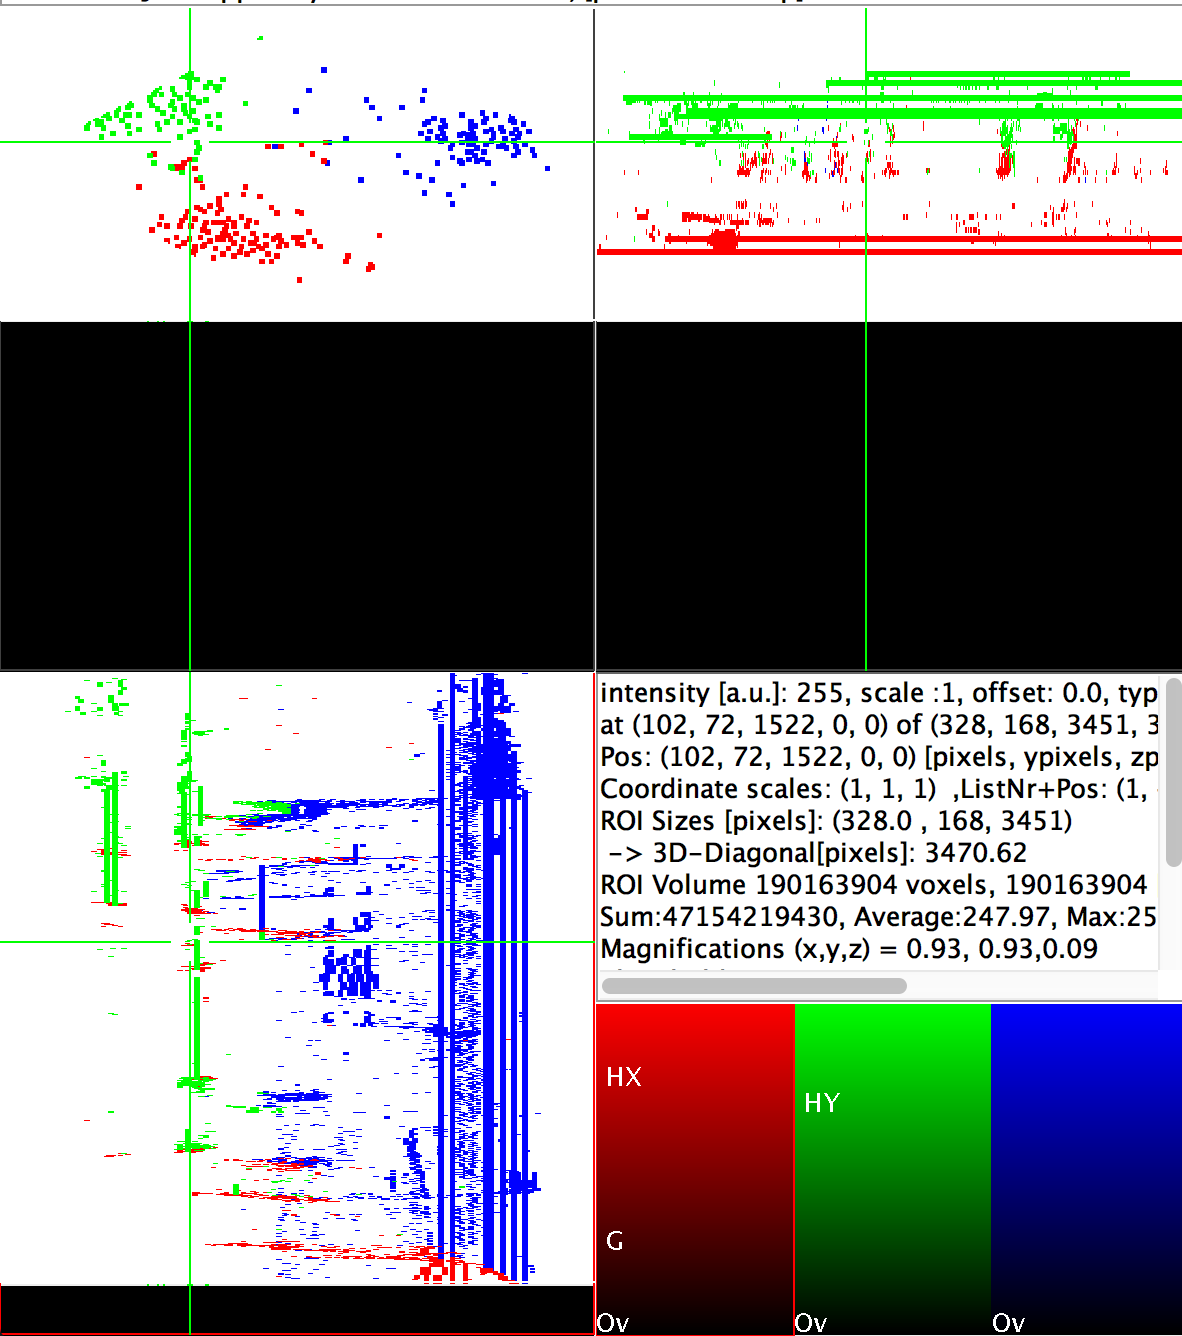 intensity [a.u.]: 255, scale :1, offset: 0.0, typ
at (102, 72, 1522, 0, 0) of (328, 168, 3451, 3
Pos: (102, 72, 1522, 0, 0) [pixels, ypixels, zp
Coordinate scales: (1, 1, 1) ,ListNr+Pos: (1,
ROI Sizes [pixels]: (328.0 , 168, 3451)
-> 3D-Diagonal[pixels]: 3470.62
ROI Volume 190163904 voxels, 190163904
Sum:47154219430, Average:247.97, Max:25
Magnifications (x,y,z) = 0.93, 0.93,0.09
HX
HY
G
Ov Ov Ov